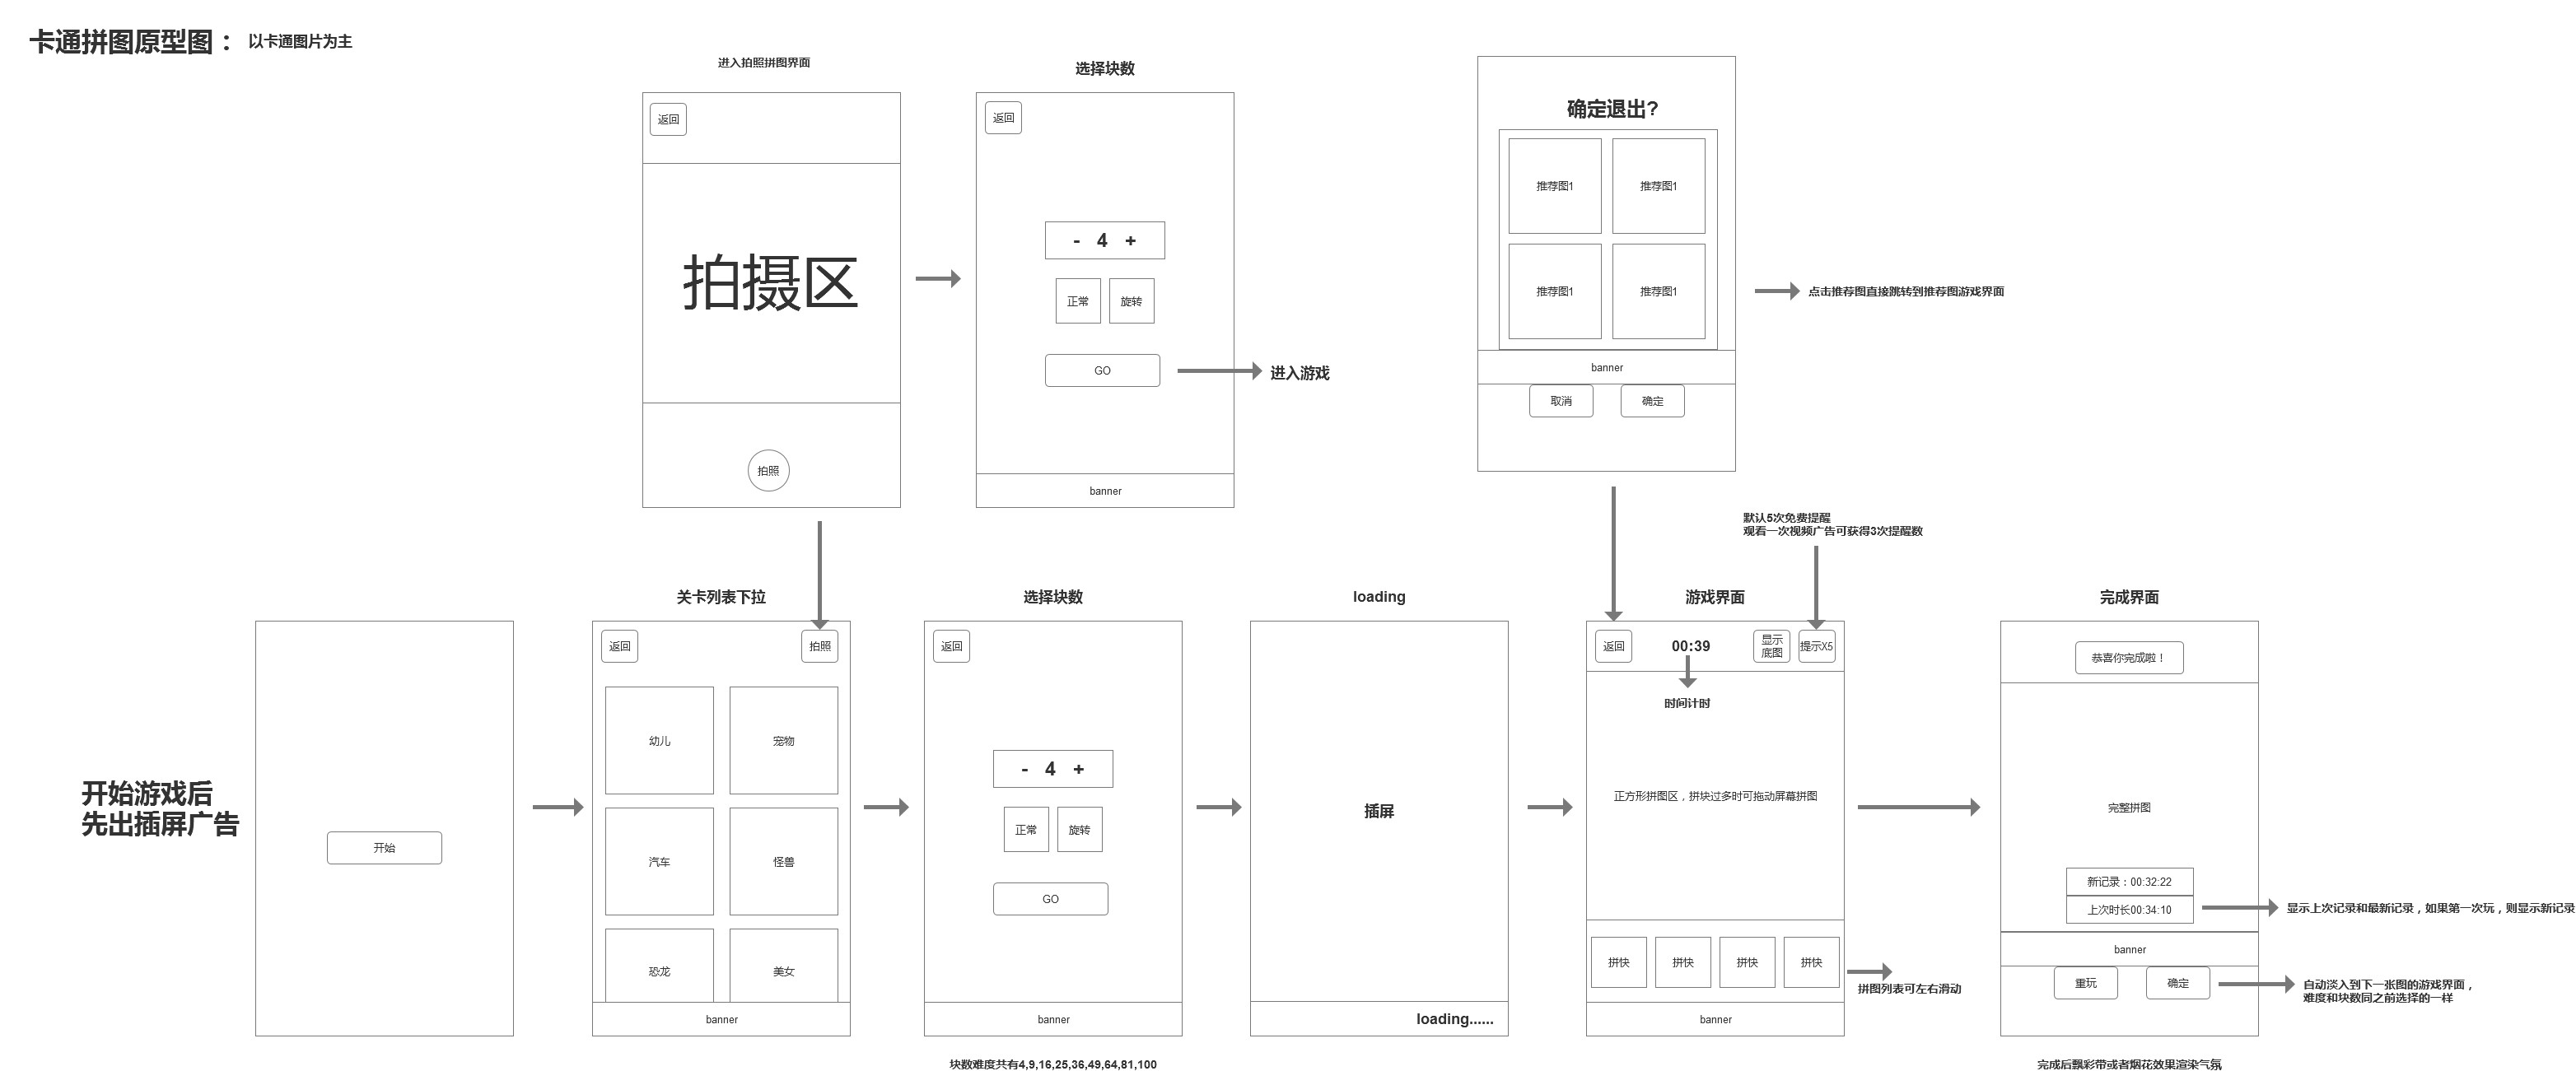 卡通拼图原型图： 以卡通图片为主
进入拍照拼图界面
返回
拍摄区
拍照
选择块数
返回
- 4 +
正常 旋转
GO
进入游戏
banner
确定退出?
推荐图1 推荐图1
推荐图1 推荐图1
点击推荐图直接跳转到推荐图游戏界面
banner
取消 确定
默认5次免费提醒
观看一次视频广告可获得3次提醒数
开始游戏后
先出插屏广告
开始
关卡列表下拉
返回 拍照
幼儿 宠物
汽车 怪兽
恐龙 美女
banner
选择块数
返回
- 4 +
正常 旋转
GO
banner
块数难度共有4,9,16,25,36,49,64,81,100
loading
插屏
loading......
游戏界面
返回 00:39 显示
底图
提示X5
时间计时
正方形拼图区，拼块过多时可拖动屏幕拼图
拼快 拼快 拼快 拼快
拼图列表可左右滑动
banner
完成界面
恭喜你完成啦！
完整拼图
新记录：00:32:22
上次时长00:34:10
显示上次记录和最新记录，如果第一次玩，则显示新记录
banner
重玩 确定
自动淡入到下一张图的游戏界面，
难度和块数同之前选择的一样
完成后飘彩带或者烟花效果渲染气氛